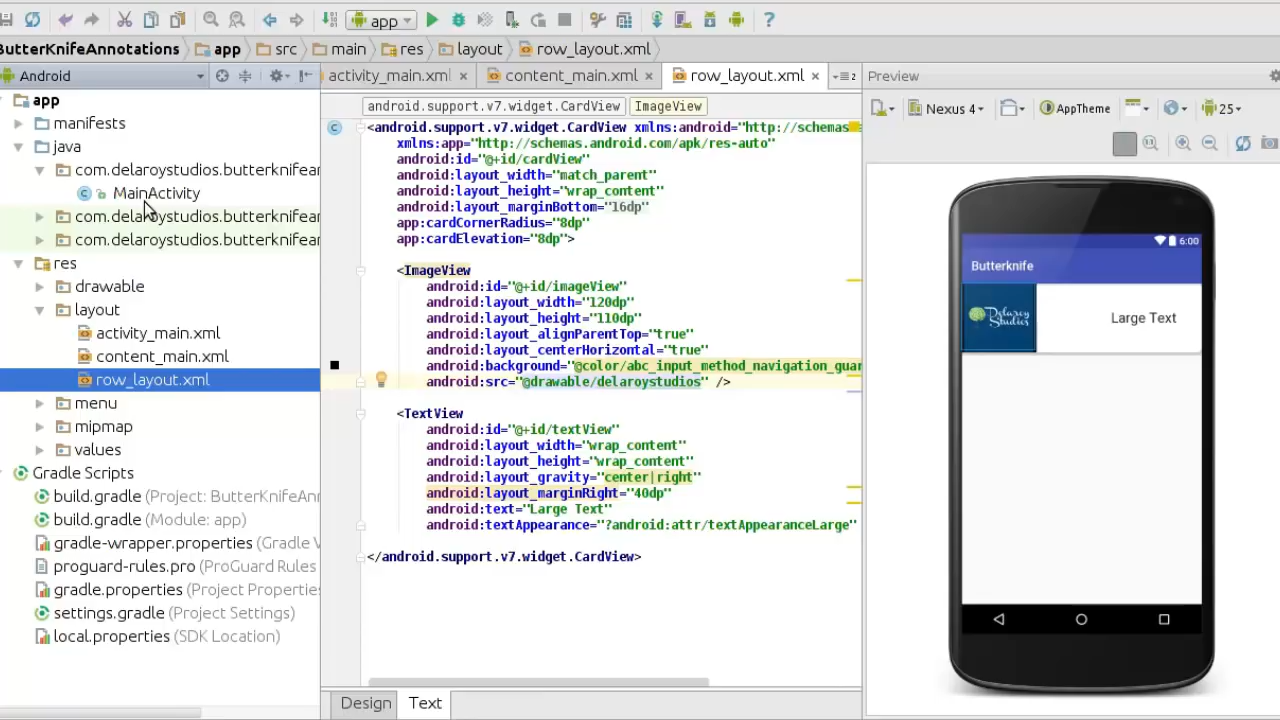 app
ButterKnifeAnnotations app src main res layout row_layout.xml
Android
activity_main.xml content_main.xml row_layout.xml
Preview
android.support.v7.widget.CardView ImageView
Nexus 4 AppTheme 25
app
manifests
java
com.delaroystudios.butterknifean
MainActivity
com.delaroystudios.butterknifean
com.delaroystudios.butterknifean
res
drawable
layout
activity_main.xml
content_main.xml
row_layout.xml
menu
mipmap
values
Gradle Scripts
build.gradle (Project: ButterKnifeANn
build.gradle (Module: app)
gradle-wrapper.properties (Gradle V
proguard-rules.pro (ProGuard Rules
gradle.properties (Project Properties
settings.gradle (Project Settings)
local.properties (SDK Location)
<android.support.v7.widget.CardView xmlns:android="http://schemas
xmlns:app="http://schemas.android.com/apk/res-auto"
android:id="@+id/cardView"
android:layout_width="match_parent"
android:layout_height="wrap_content"
android:layout_marginBottom="16dp"
app:cardCornerRadius="8dp"
app:cardElevation="8dp">
<ImageView
android:id="@+id/imageView"
android:layout_width="120dp"
android:layout_height="110dp"
android:layout_alignParentTop="true"
android:layout_centerHorizontal="true"
android:background="@color/abc_input_method_navigation_gua
android:src="@drawable/delaroystudios" />
<TextView
android:id="@+id/textView"
android:layout_width="wrap_content"
android:layout_height="wrap_content"
android:layout_gravity="center|right"
android:layout_marginRight="40dp"
android:text="Large Text"
android:textAppearance="?android:attr/textAppearanceLarge"
</android.support.v7.widget.CardView>
Design Text
6:00
Butterknife
Delaroy
Studios
Large Text